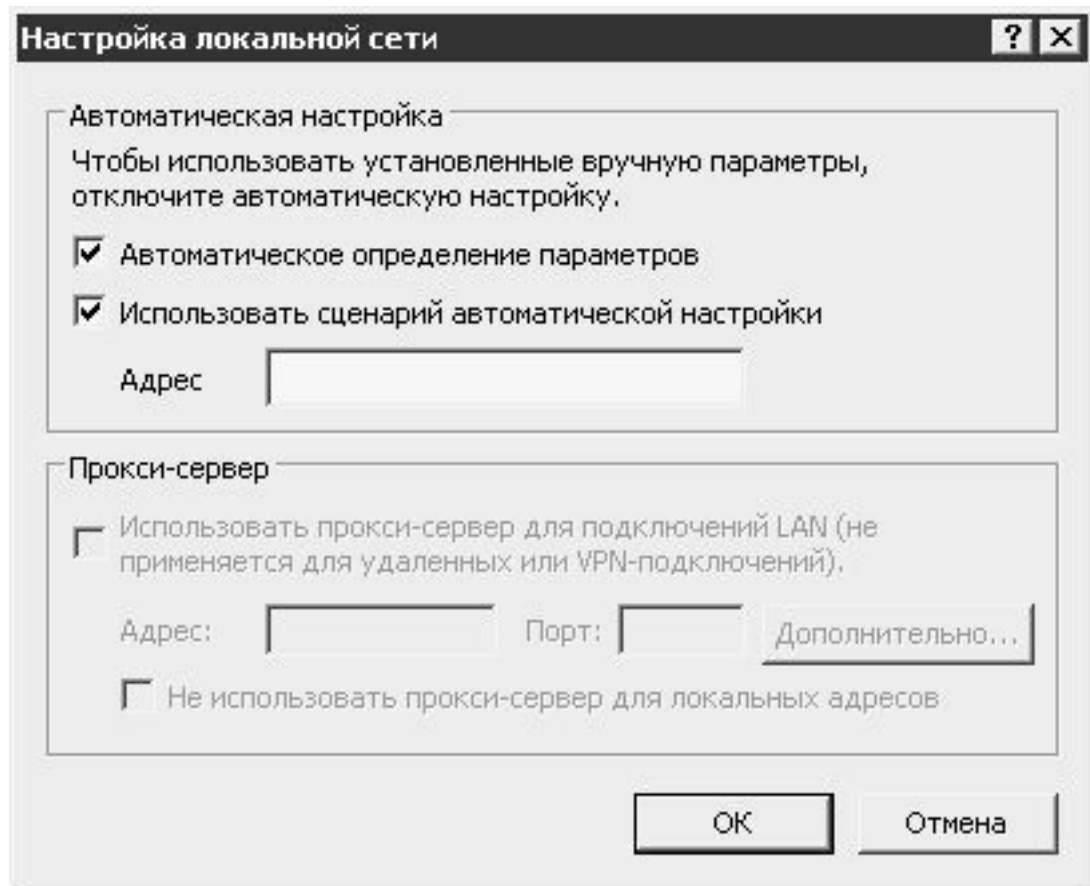 Настройка локальной сети
Автоматическая настройка
Чтобы использовать установленные вручную параметры,
отключите автоматическую настройку.
Автоматическое определение параметров
Использовать сценарий автоматической настройки
Адрес
Прокси-сервер
Использовать прокси-сервер для подключений LAN (не
применяется для удаленных или VPN-подключений).
Адрес: Порт: Дополнительно...
Не использовать прокси-сервер для локальных адресов
ОК Отмена